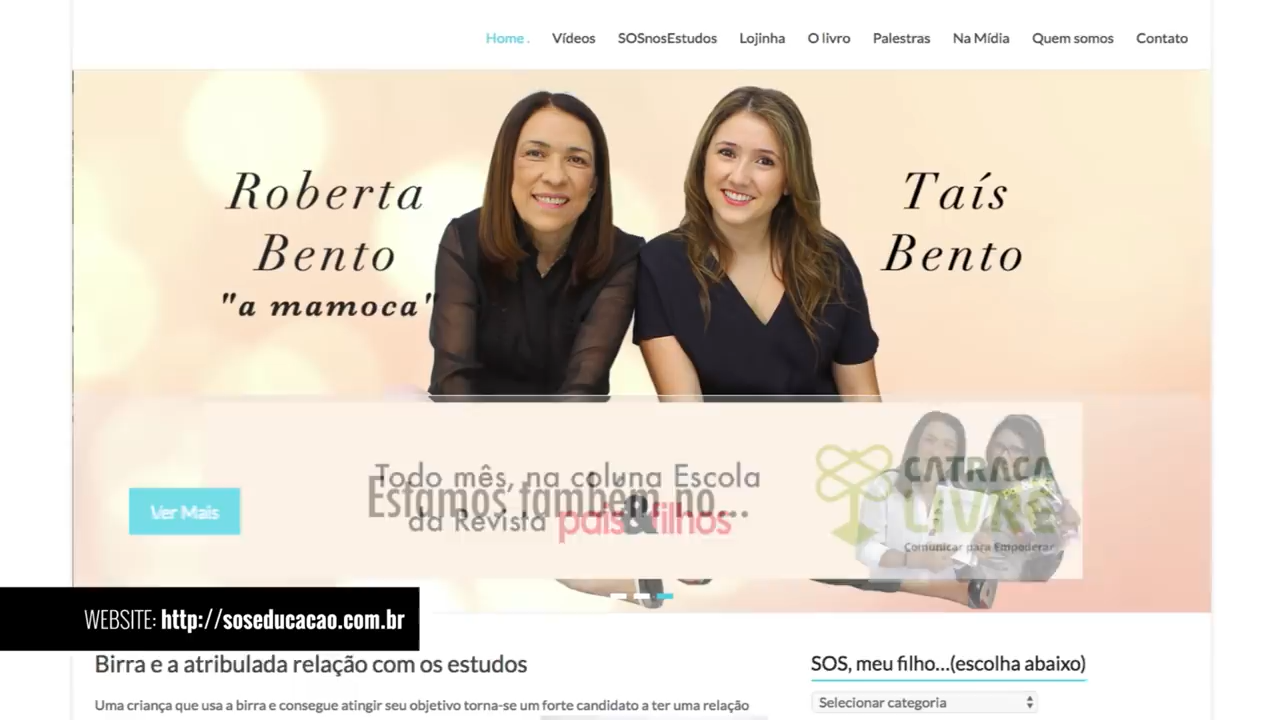 Home .
Vídeos
SOSnosEstudos
Lojinha
O livro
Palestras
Na Mídia
Quem somos
Contato
Roberta
Bento
"a mamoca"
Taís
Bento
Todo mês, na coluna Escola
da Revista pais&filhos
Estamos também no...
CATRACA
LIVRE
Comunicar para Empoderar
Ver Mais
WEBSITE: http://soseducacao.com.br
Birra e a atribulada relação com os estudos
Uma criança que usa a birra e consegue atingir seu objetivo torna-se um forte candidato a ter uma relação
SOS, meu filho...(escolha abaixo)
Selecionar categoria